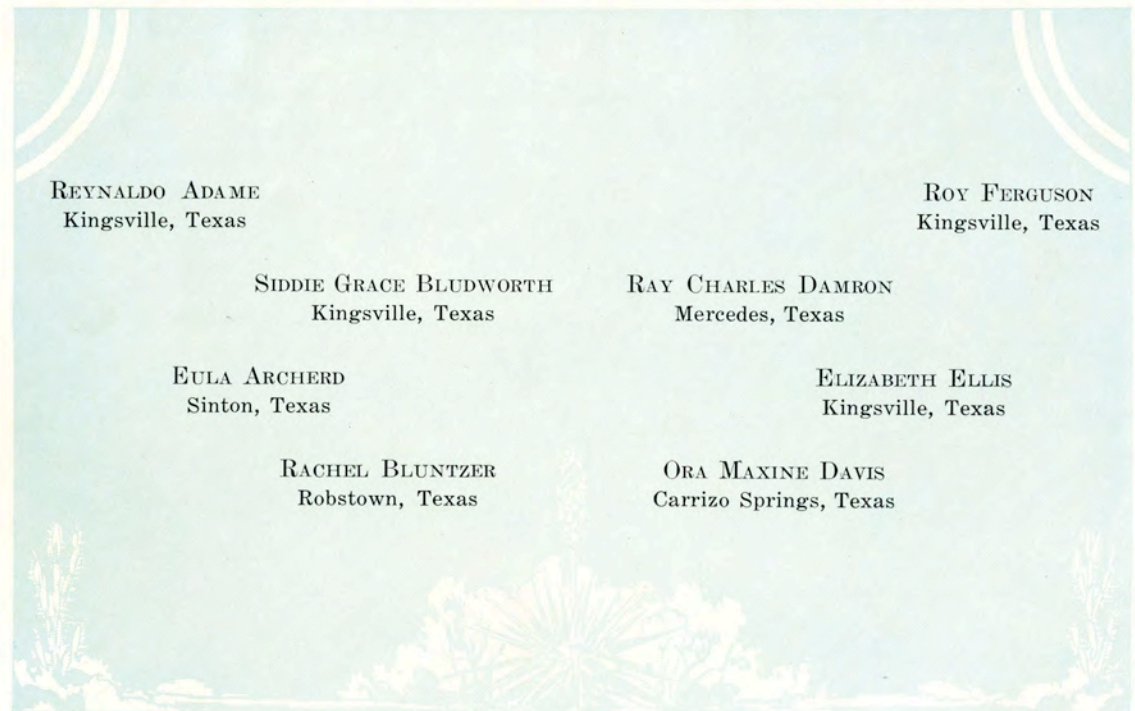 REYNALDO ADAME
Kingsville, Texas
ROY FERGUSON
Kingsville, Texas
SIDDIE GRACE BLUDWORTH
Kingsville, Texas
RAY CHARLES DAMRON
Mercedes, Texas
EULA ARCHERD
Sinton, Texas
ELIZABETH ELLIS
Kingsville, Texas
RACHEL BLUNTZER
Robstown, Texas
ORA MAXINE DAVIS
Carrizo Springs, Texas